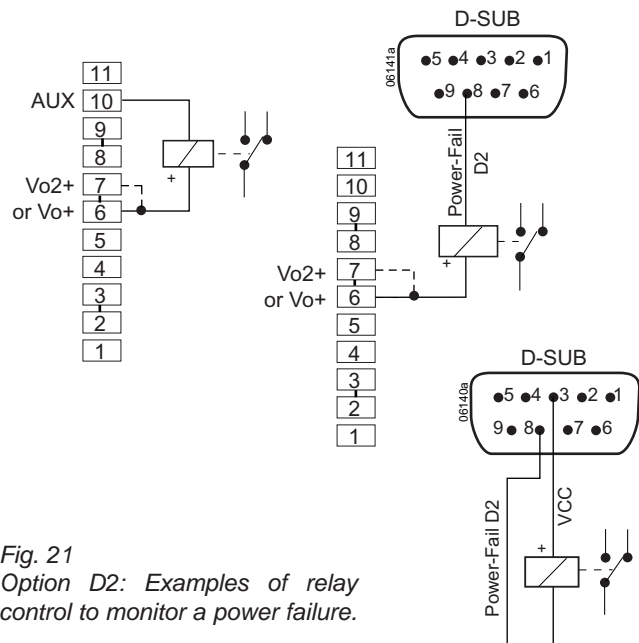 D-SUB
06141a
5 4 3 2 1
9 8 7 6
Power-Fail
D2
11
AUX 10
9
8
Vo2+ 7
or Vo+ 6
5
4
3
2
1
+
11
10
9
8
Vo2+ 7
or Vo+ 6
5
4
3
2
1
+
D-SUB
06140a
5 4 3 2 1
9 8 7 6
Power-Fail D2
VCC
+
Fig. 21
Option D2: Examples of relay
control to monitor a power failure.